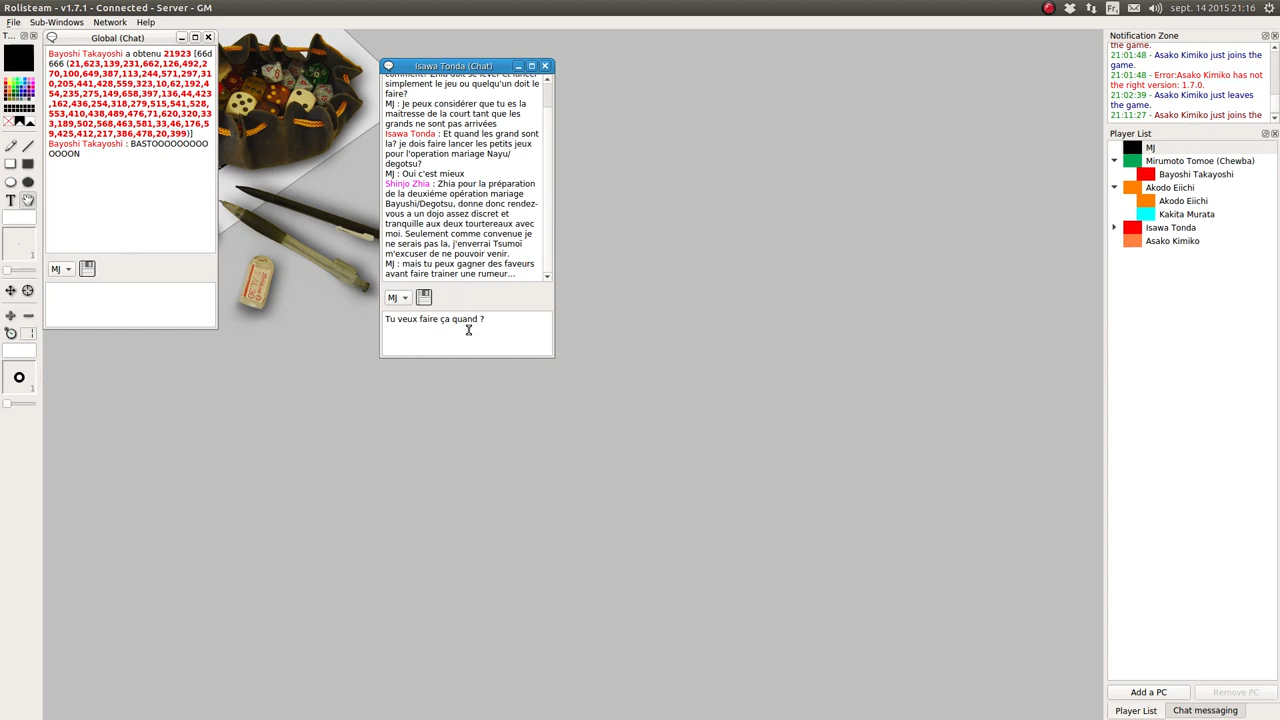 Rolisteam - v1.7.1 - Connected - Server - GM
Fr
sept. 14 2015 21:16
File Sub-Windows Network Help
T...
Global (Chat)
Bayoshi Takayoshi a obtenu 21923 [66d
666 (21,623,139,231,662,126,492,2
70,100,649,387,113,244,571,297,31
0,205,441,428,559,323,10,62,192,4
54,235,275,149,658,397,136,44,423
,162,436,254,318,279,515,541,528,
553,410,438,489,476,71,620,320,33
3,189,502,568,463,581,33,46,176,5
9,425,412,217,386,478,20,399)]
Bayoshi Takayoshi : BASTOOOOOOOOO
OOOON
MJ
Isawa Tonda (Chat)
comment? Zhia doit se lever et lancer
simplement le jeu ou quelqu'un doit le
faire?
MJ : Je peux considérer que tu es la
maitresse de la court tant que les
grands ne sont pas arrivées
Isawa Tonda : Et quand les grand sont
la? je dois faire lancer les petits jeux
pour l'operation mariage Nayu/
degotsu?
MJ : Oui c'est mieux
Shinjo Zhia : Zhia pour la préparation
de la deuxiéme opération mariage
Bayushi/Degotsu, donne donc rendez-
vous a un dojo assez discret et
tranquille aux deux tourtereaux avec
moi. Seulement comme convenue je
ne serais pas la, j'enverrai Tsumoï
m'excuser de ne pouvoir venir.
MJ : mais tu peux gagner des faveurs
avant faire trainer une rumeur...
MJ
Tu veux faire ça quand ?
T
1
1
1
Notification Zone
the game.
21:01:48 - Asako Kimiko just joins the
game.
21:01:48 - Error:Asako Kimiko has not
the right version: 1.7.0.
21:02:39 - Asako Kimiko just leaves
the game.
21:11:27 - Asako Kimiko just joins the
Player List
MJ
Mirumoto Tomoe (Chewba)
Bayoshi Takayoshi
Akodo Eiichi
Akodo Eiichi
Kakita Murata
Isawa Tonda
Asako Kimiko
Add a PC Remove PC
Player List Chat messaging